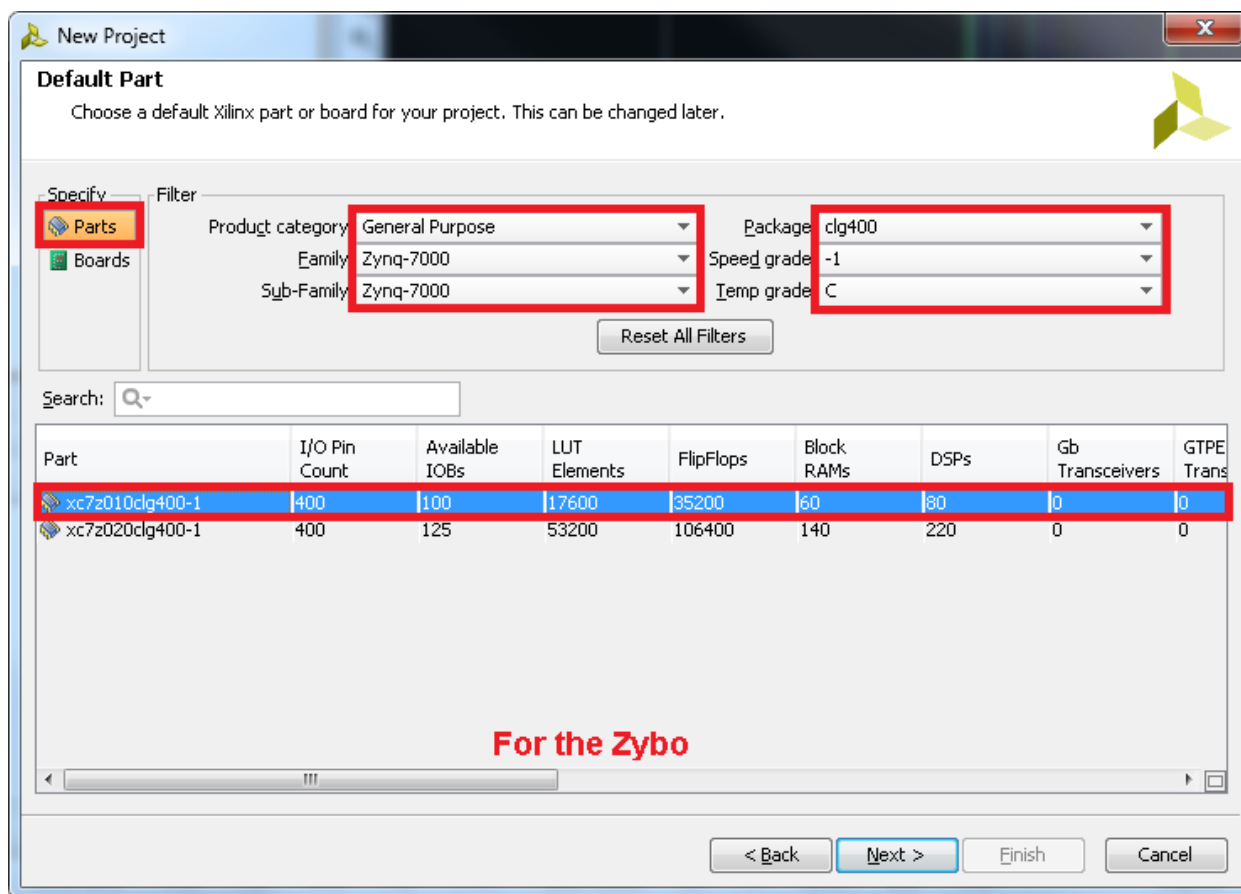 New Project
Default Part
Choose a default Xilinx part or board for your project. This can be changed later.
Specify Filter
Parts Product category General Purpose Package clg400
Boards Family Zynq-7000 Speed grade -1
Sub-Family Zynq-7000 Temp grade C
Reset All Filters
Search:
Part I/O Pin Count Available IOBs LUT Elements FlipFlops Block RAMs DSPs Gb Transceivers GTPE Trans
xc7z010clg400-1 400 100 17600 35200 60 80 0 0
xc7z020clg400-1 400 125 53200 106400 140 220 0 0
For the Zybo
< Back Next > Finish Cancel